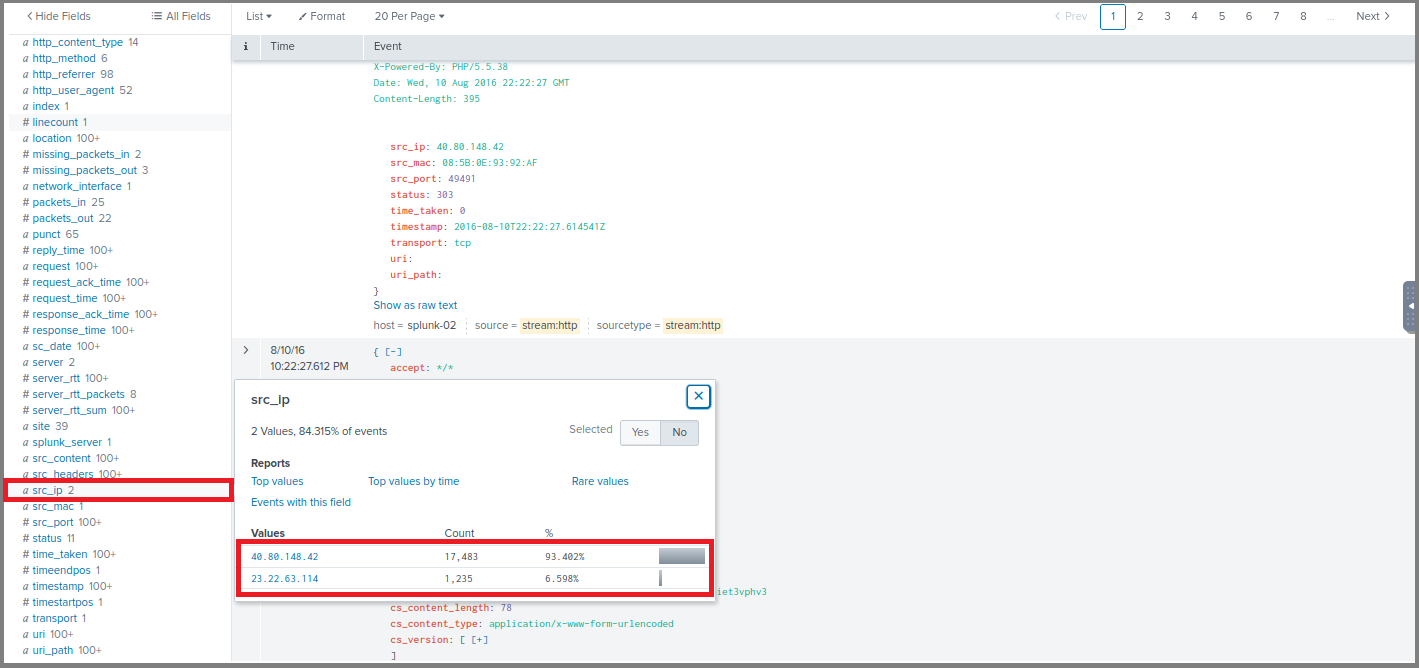 Hide Fields
All Fields
a http_content_type 14
a http_method 6
a http_referrer 98
a http_user_agent 52
a index 1
# linecount 1
a location 100+
# missing_packets_in 2
# missing_packets_out 3
a network_interface 1
# packets_in 25
# packets_out 22
a punct 65
# reply_time 100+
a request 100+
# request_ack_time 100+
# request_time 100+
# response_ack_time 100+
# response_time 100+
a sc_date 100+
a server 2
# server_rtt 100+
# server_rtt_packets 8
# server_rtt_sum 100+
a site 39
a splunk_server 1
a src_content 100+
a src_headers 100+
a src_ip 2
a src_mac 1
# src_port 100+
# status 11
# time_taken 100+
# timeendpos 1
a timestamp 100+
# timestartpos 1
a transport 1
a uri 100+
a uri_path 100+
List
Format
20 Per Page
Prev 1 2 3 4 5 6 7 8 ... Next
i Time Event
X-Powered-By: PHP/5.5.38
Date: Wed, 10 Aug 2016 22:22:27 GMT
Content-Length: 395
src_ip: 40.80.148.42
src_mac: 08:5B:0E:93:92:AF
src_port: 49491
status: 303
time_taken: 0
timestamp: 2016-08-10T22:22:27.614541Z
transport: tcp
uri:
uri_path:
}
Show as raw text
host = splunk-02 source = stream:http sourcetype = stream:http
8/10/16
10:22:27.612 PM
{ [-]
accept: */*
src_ip
2 Values, 84.315% of events
Selected Yes No
Reports
Top values Top values by time Rare values
Events with this field
Values Count %
40.80.148.42 17,483 93.402%
23.22.63.114 1,235 6.598%
iet3vphv3
cs_content_length: 78
cs_content_type: application/x-www-form-urlencoded
cs_version: [ [+]
]